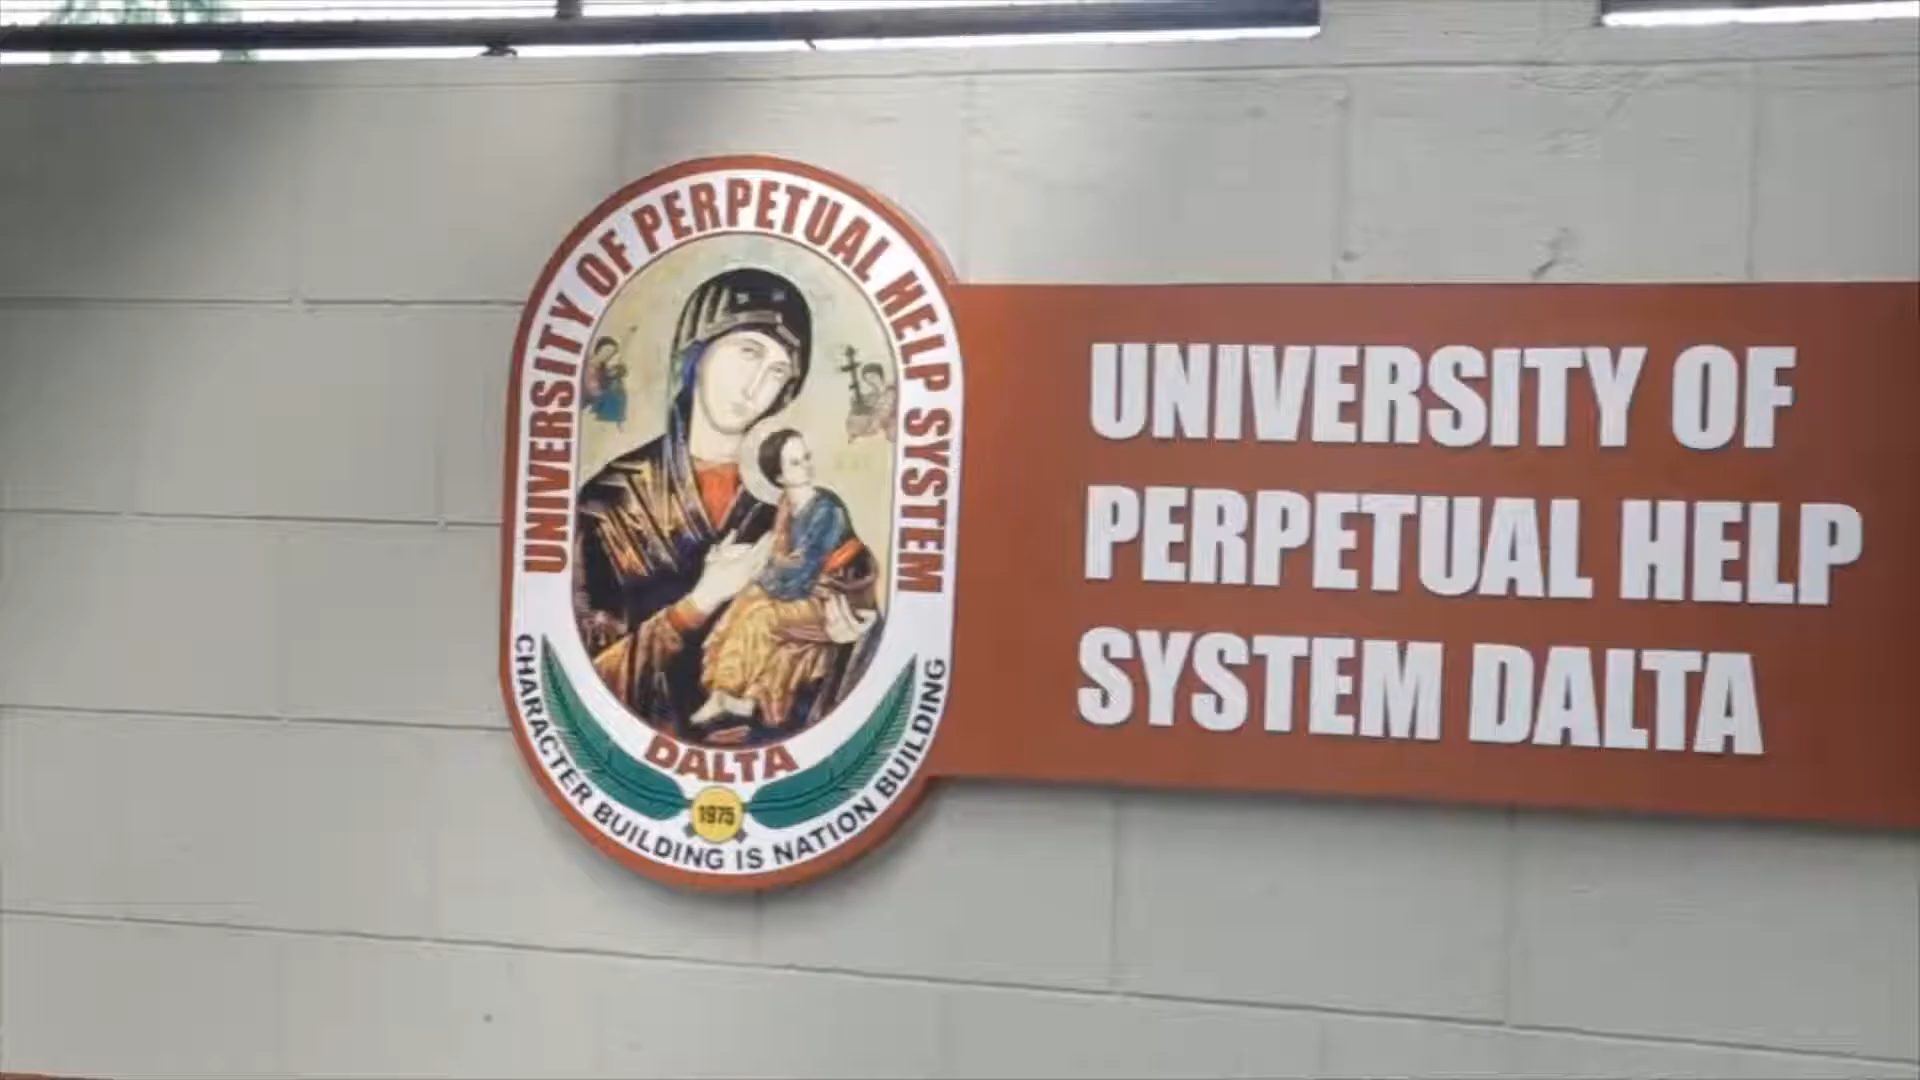 UNIVERSITY OF PERPETUAL HELP SYSTEM
DALTA
1975
CHARACTER BUILDING IS NATION BUILDING
UNIVERSITY OF
PERPETUAL HELP
SYSTEM DALTA